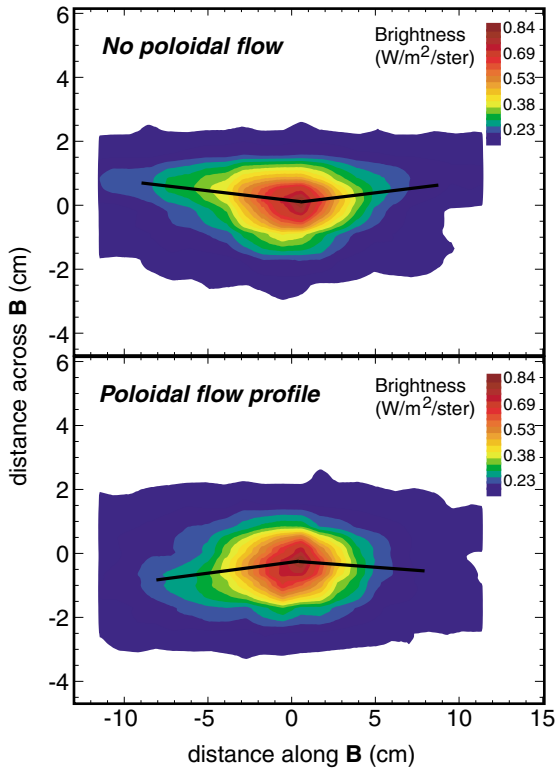 No poloidal flow
Brightness
(W/m2/ster)
0.84
0.69
0.53
0.38
0.23
6
4
2
0
-2
-4
distance across B (cm)
Poloidal flow profile
Brightness
(W/m2/ster)
0.84
0.69
0.53
0.38
0.23
6
4
2
0
-2
-4
-10 -5 0 5 10 15
distance along B (cm)